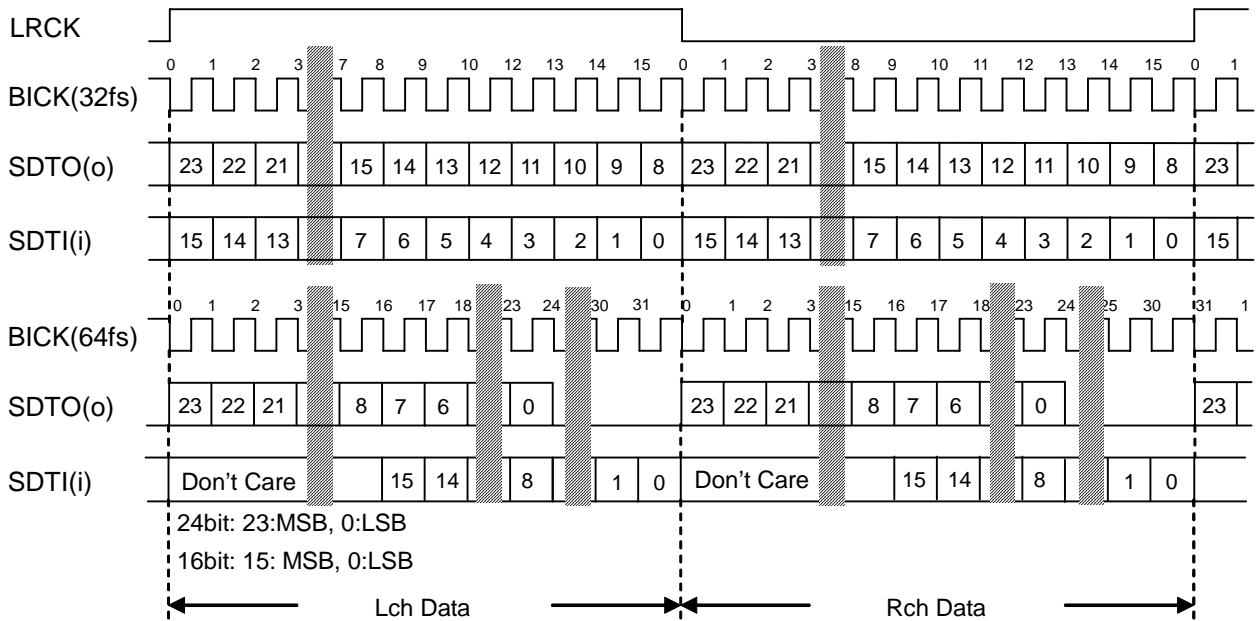 LRCK
0 1 2 3 7 8 9 10 11 12 13 14 15 0 1 2 3 8 9 10 11 12 13 14 15 0 1
BICK(32fs)
SDTO(o) 23 22 21 15 14 13 12 11 10 9 8 23 22 21 15 14 13 12 11 10 9 8 23
SDTI(i) 15 14 13 7 6 5 4 3 2 1 0 15 14 13 7 6 5 4 3 2 1 0 15
0 1 2 3 15 16 17 18 23 24 30 31 0 1 2 3 15 16 17 18 23 24 25 30 31 1
BICK(64fs)
SDTO(o) 23 22 21 8 7 6 0 23 22 21 8 7 6 0 23
SDTI(i) Don't Care 15 14 8 1 0 Don't Care 15 14 8 1 0
24bit: 23:MSB, 0:LSB
16bit: 15: MSB, 0:LSB
Lch Data Rch Data